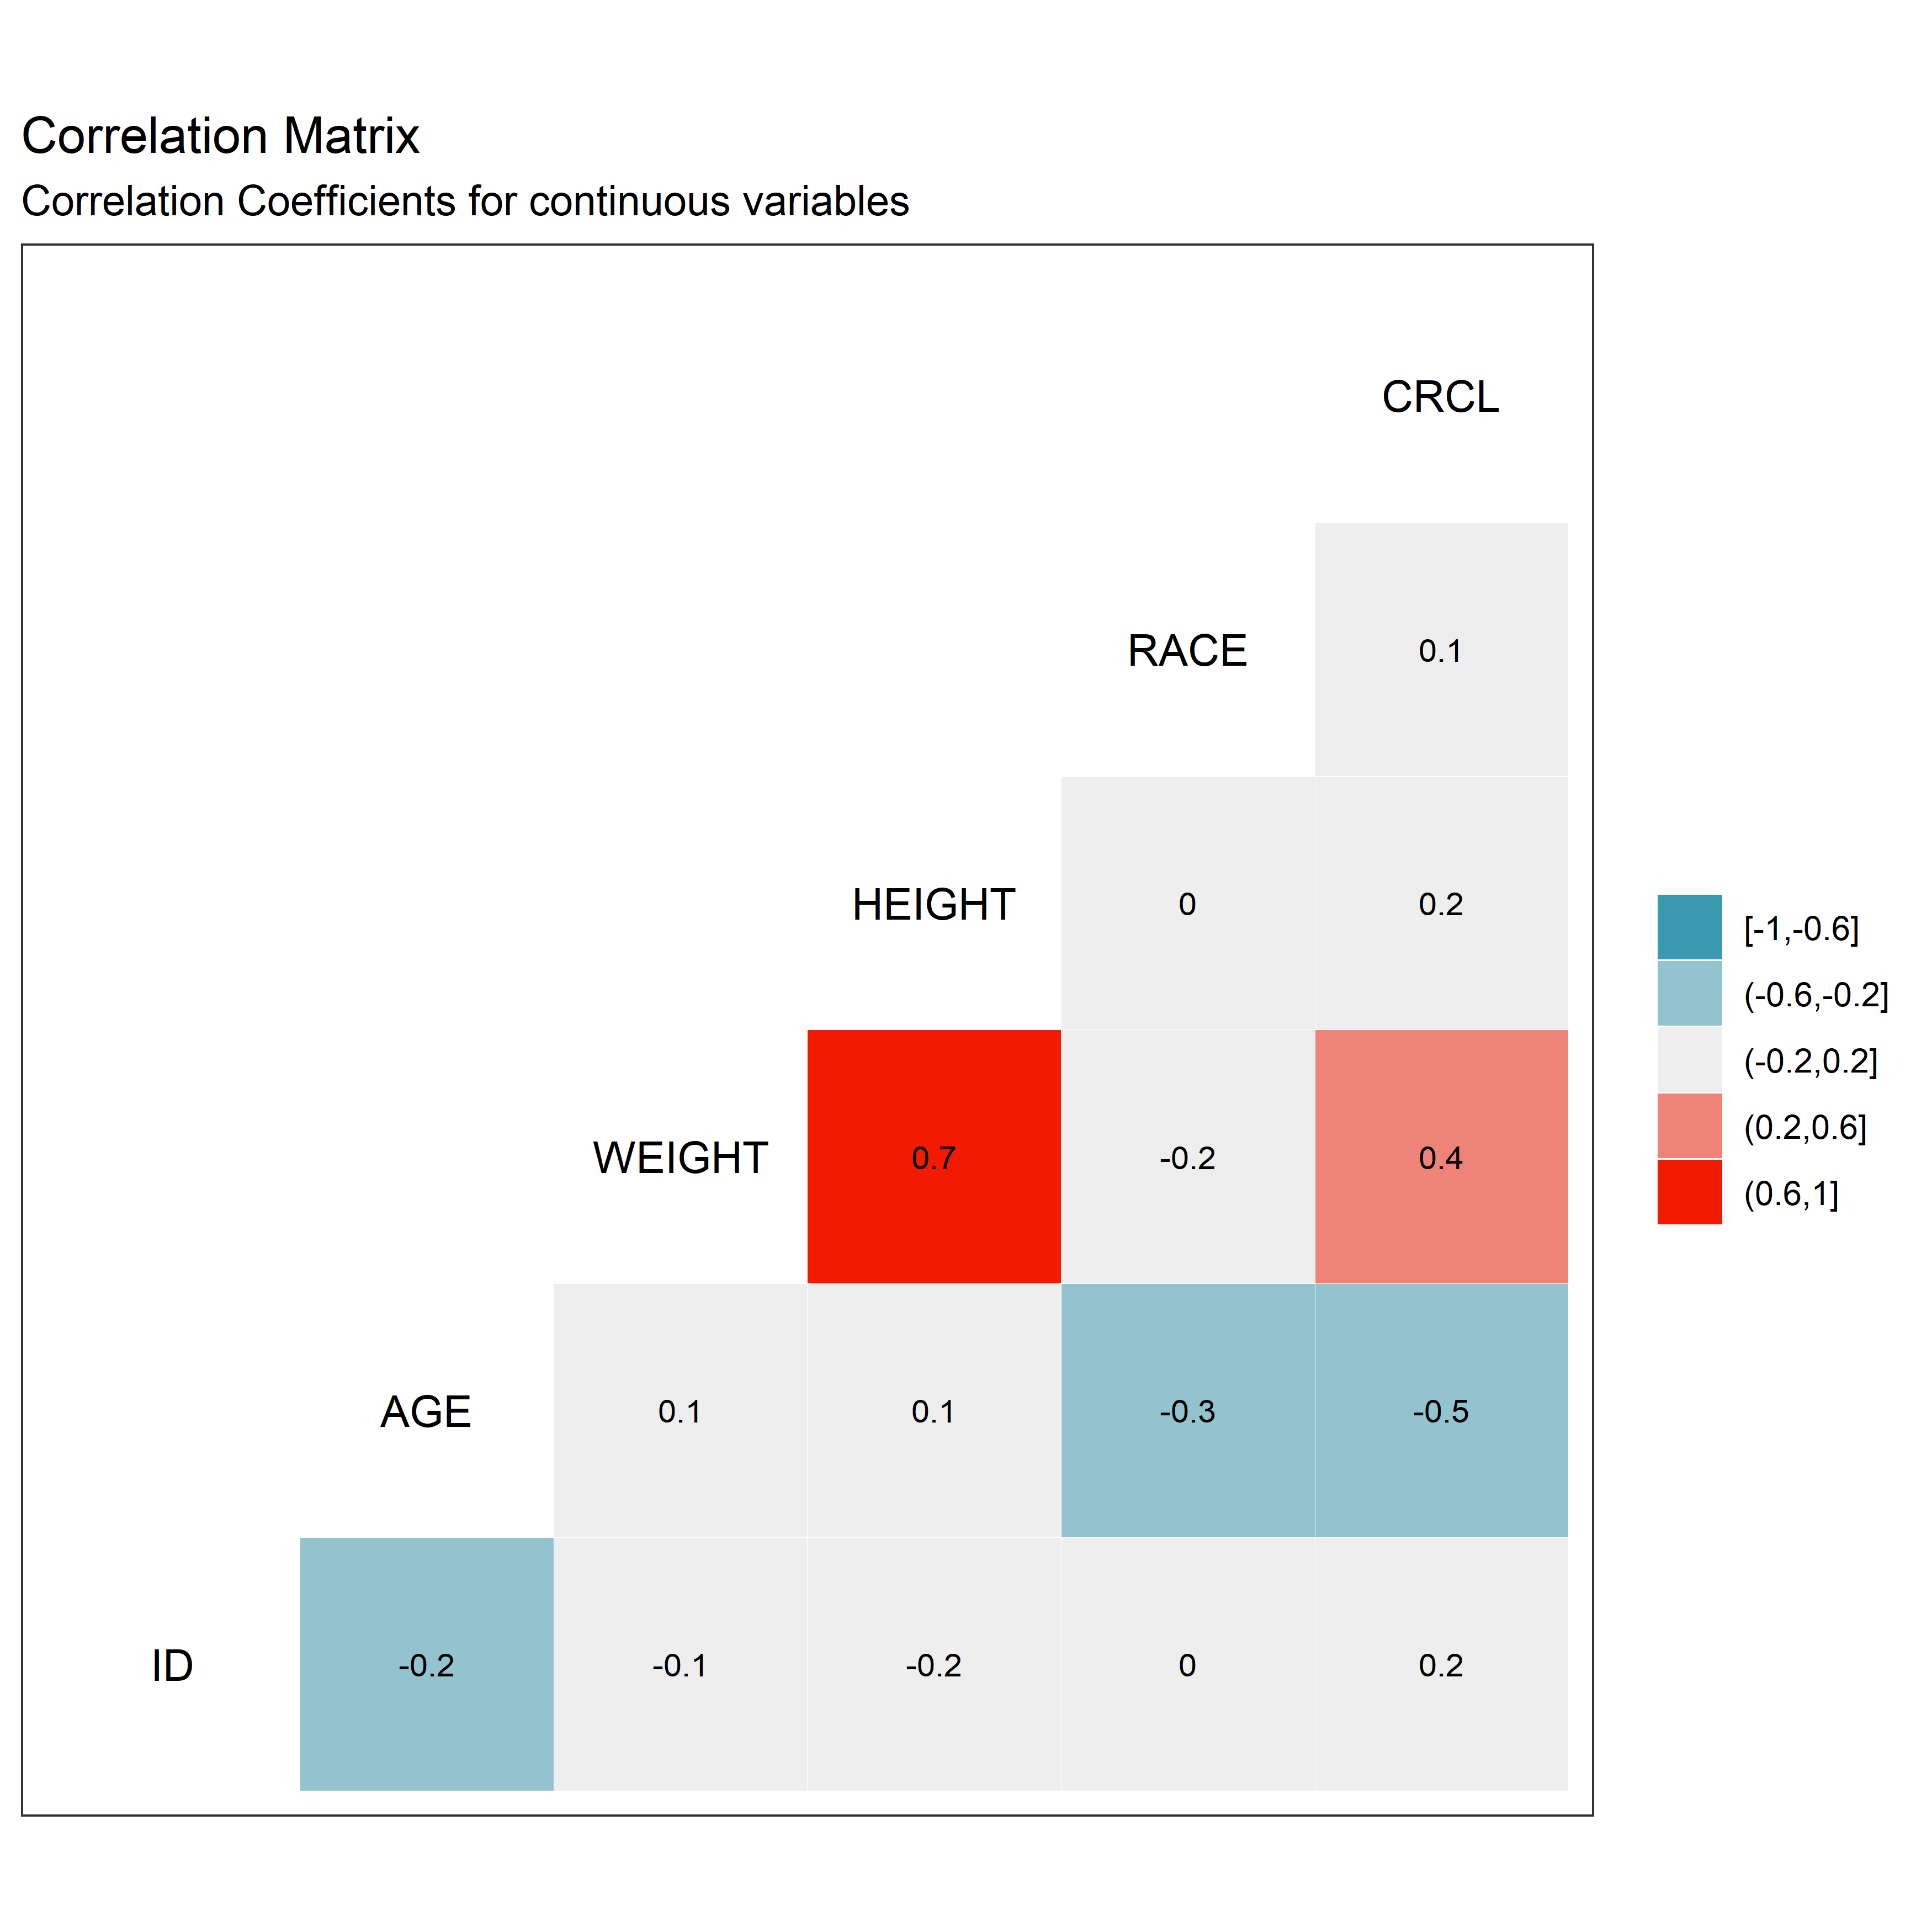 Correlation Matrix
Correlation Coefficients for continuous variables
CRCL
RACE 0.1
HEIGHT 0 0.2
WEIGHT 0.7 -0.2 0.4
AGE 0.1 0.1 -0.3 -0.5
ID -0.2 -0.1 -0.2 0 0.2
[-1,-0.6]
(-0.6,-0.2]
(-0.2,0.2]
(0.2,0.6]
(0.6,1]